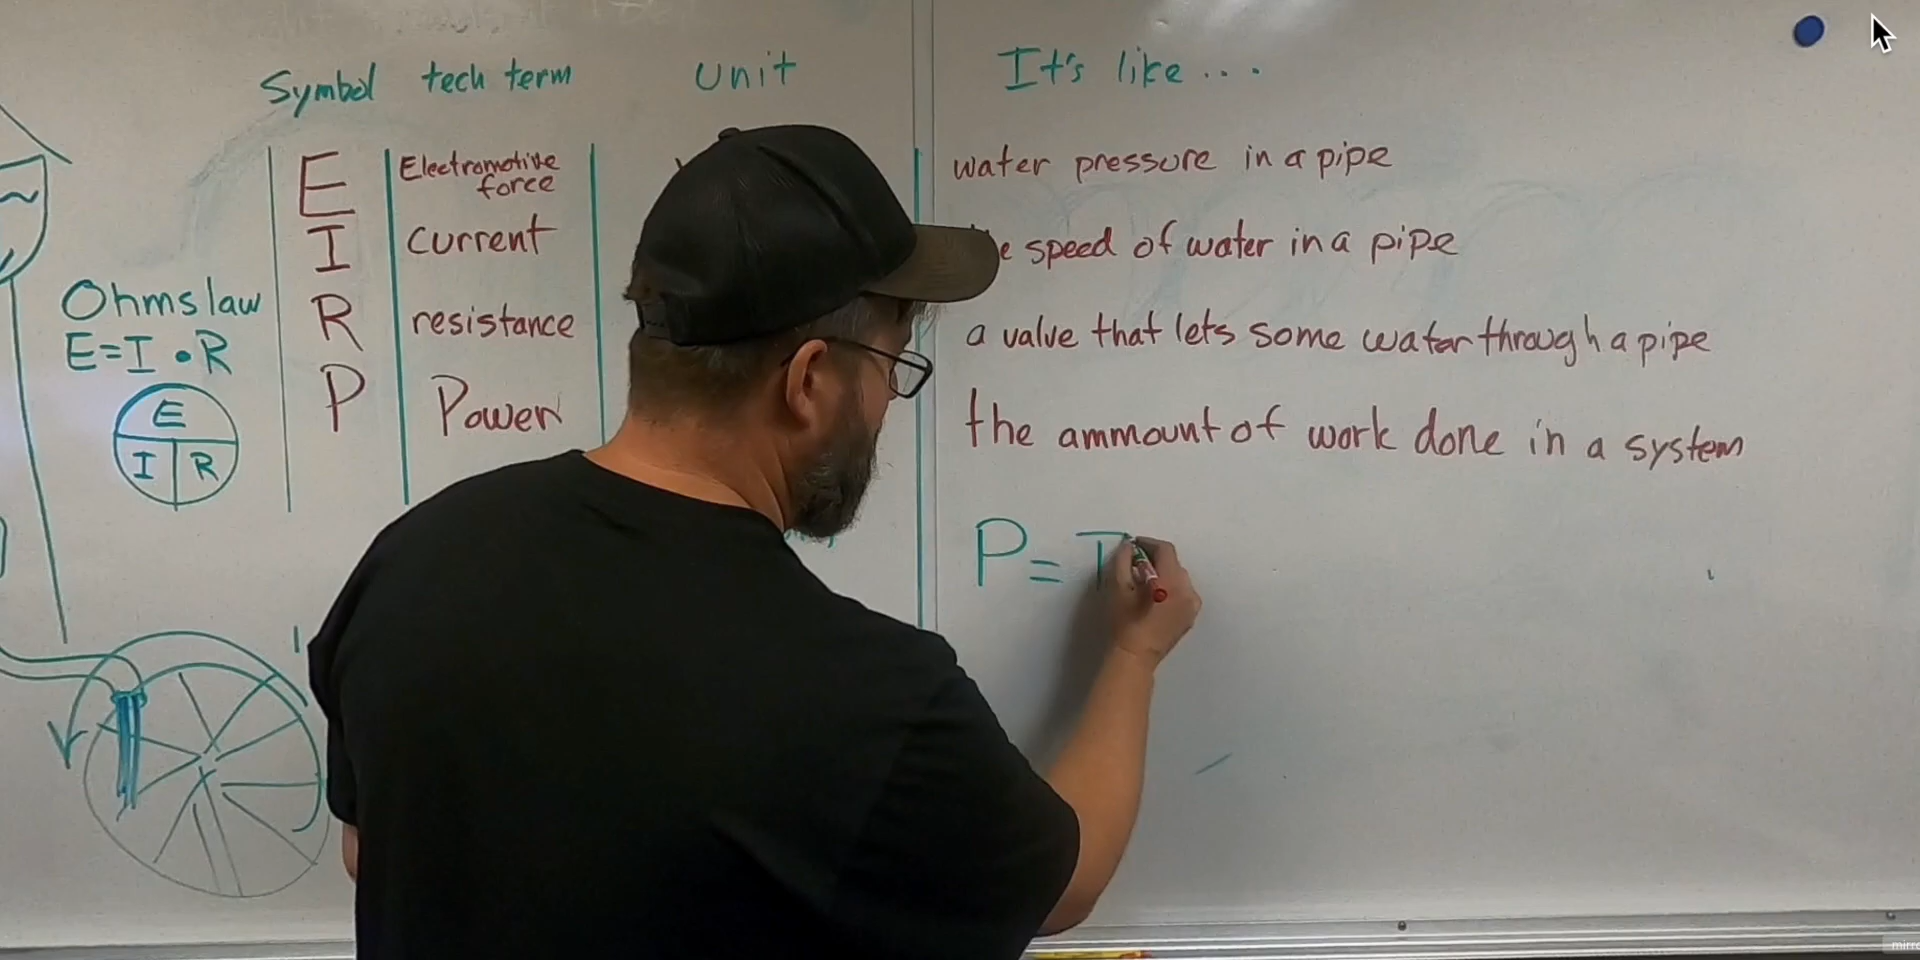 Symbol tech term unit It's like ...
E Electromotive force water pressure in a pipe
I current speed of water in a pipe
R resistance a valve that lets some water through a pipe
P Power the ammount of work done in a system
Ohms law
E=I•R
E
I R
P=